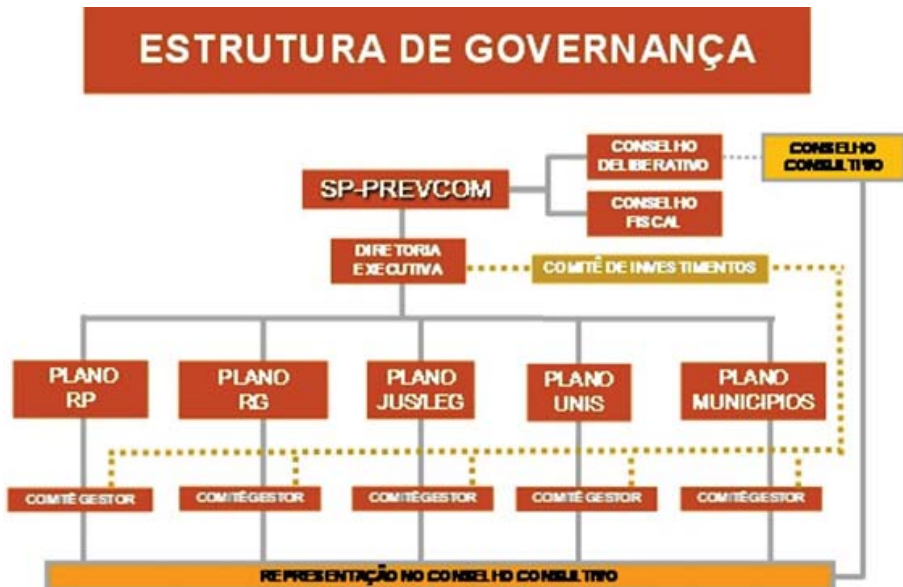 ESTRUTURA DE GOVERNANÇA
CONSELHO
DELIBERATIVO
CONSELHO
CONSULTIVO
SP-PREVCOM
CONSELHO
FISCAL
DIRETORIA
EXECUTIVA
COMITÊ DE INVESTIMENTOS
PLANO
RP
PLANO
RG
PLANO
JUS/LEG
PLANO
UNIS
PLANO
MUNICIPIOS
COMITÊ GESTOR
COMITÊ GESTOR
COMITÊ GESTOR
COMITÊ GESTOR
COMITÊ GESTOR
REPRESENTAÇÃO NO CONSELHO CONSULTIVO